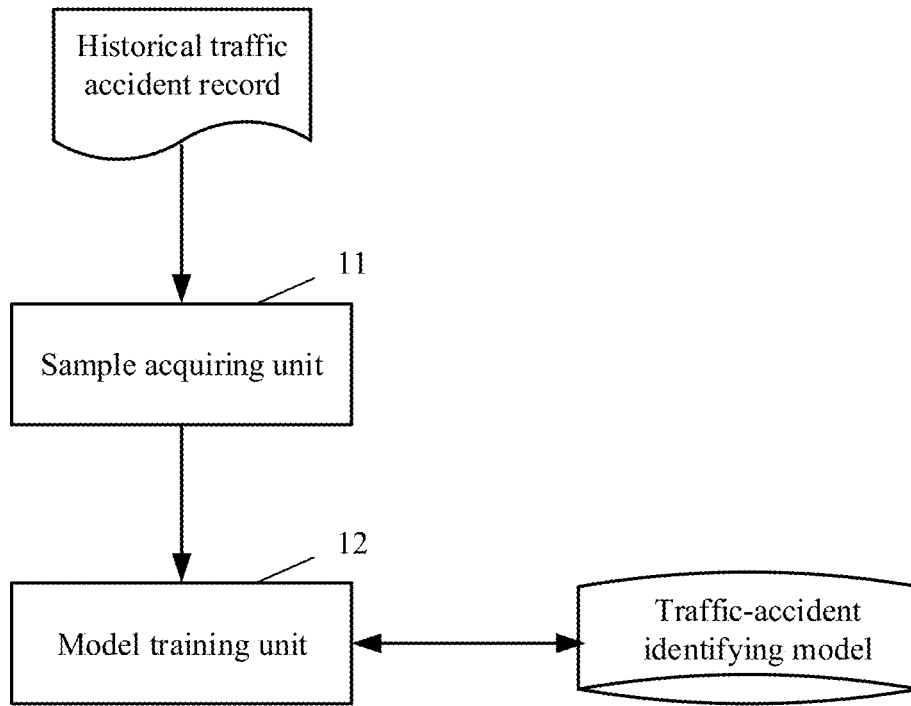 Historical traffic
accident record
11
Sample acquiring unit
12
Model training unit
Traffic-accident
identifying model